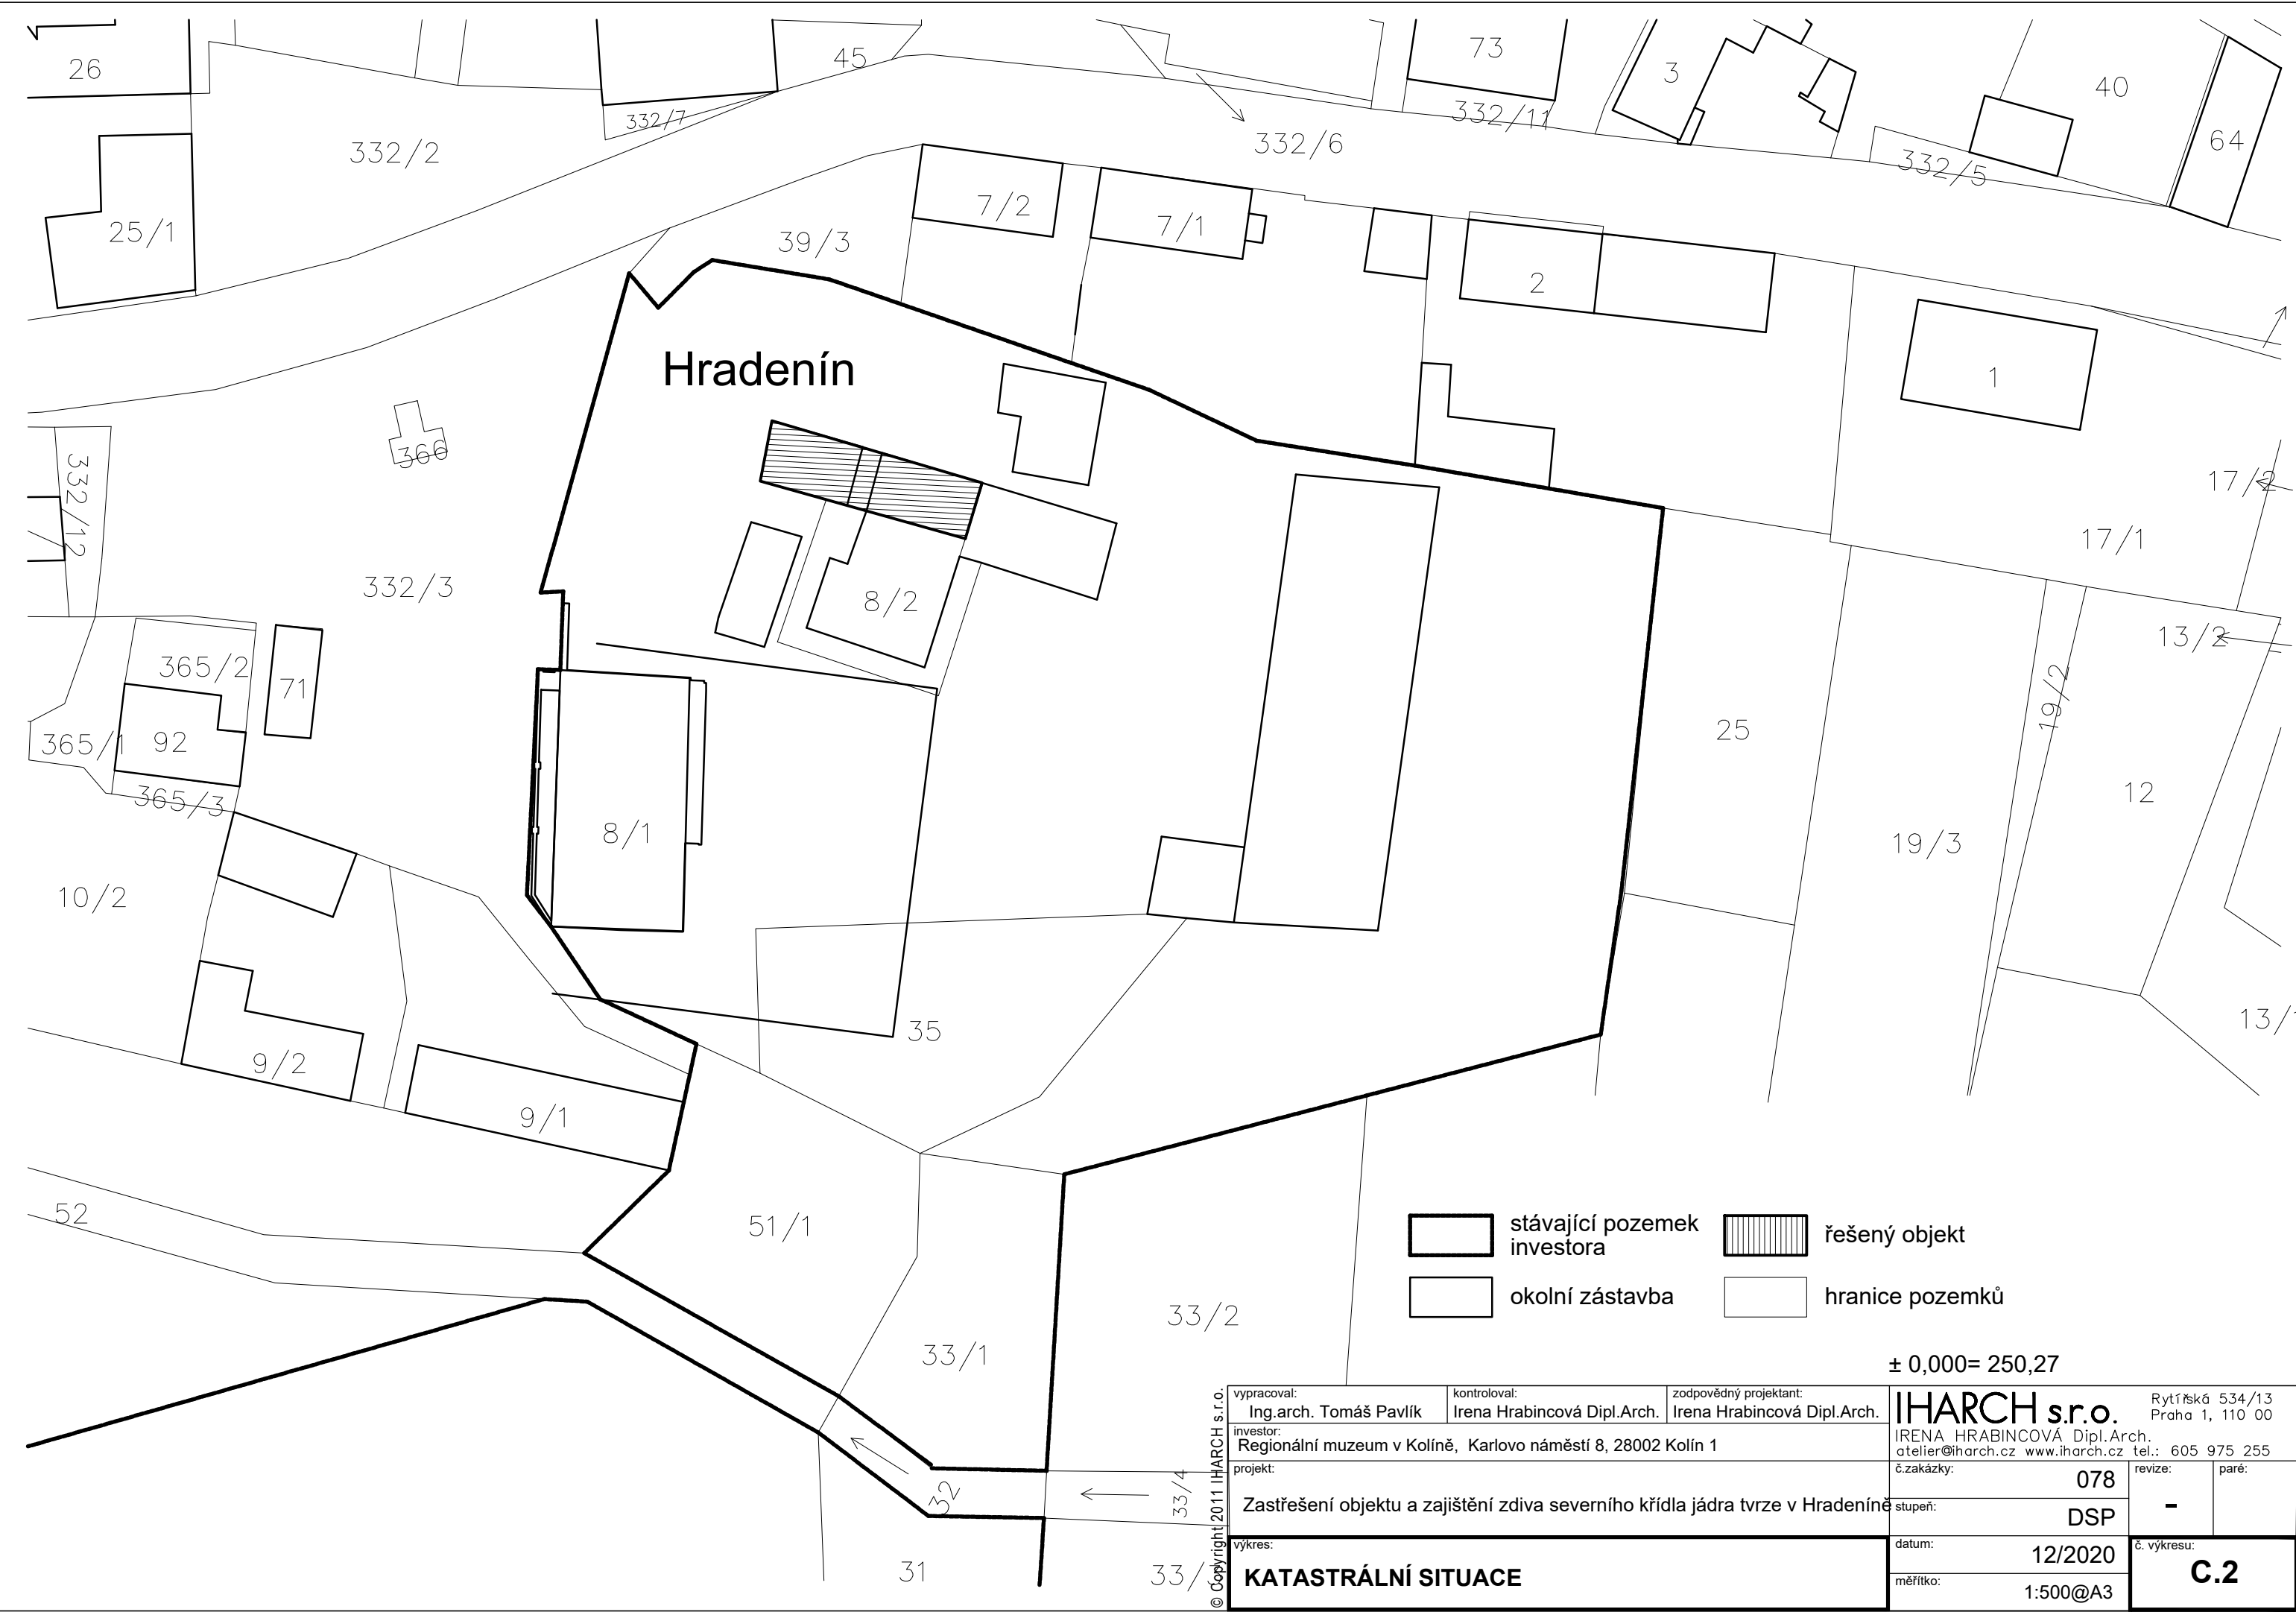 26
45
73
3
40
64
332/7
332/11
332/6
332/2
332/5
25/1
7/2
7/1
39/3
2
1
Hradenín
366
332/12
17/2
17/1
332/3
8/2
13/2
365/2
71
19/2
25
365/1
92
12
365/3
8/1
19/3
10/2
35
13/
9/2
9/1
52
51/1
stávající pozemek
investora
řešený objekt
okolní zástavba
hranice pozemků
33/2
33/1
± 0,000= 250,27
32
33/4
31
33/
© Copyright 2011 IHARCH s.r.o.
vypracoval:
Ing.arch. Tomáš Pavlík
kontroloval:
Irena Hrabincová Dipl.Arch.
zodpovědný projektant:
Irena Hrabincová Dipl.Arch.
investor:
Regionální muzeum v Kolíně, Karlovo náměstí 8, 28002 Kolín 1
projekt:
Zastřešení objektu a zajištění zdiva severního křídla jádra tvrze v Hradeníně
výkres:
KATASTRÁLNÍ SITUACE
IHARCH s.r.o.
Rytířská 534/13
Praha 1, 110 00
IRENA HRABINCOVÁ Dipl.Arch.
atelier@iharch.cz www.iharch.cz tel.: 605 975 255
č.zakázky:
078
revize:
-
paré:
stupeň:
DSP
datum:
12/2020
měřítko:
1:500@A3
č. výkresu:
C.2